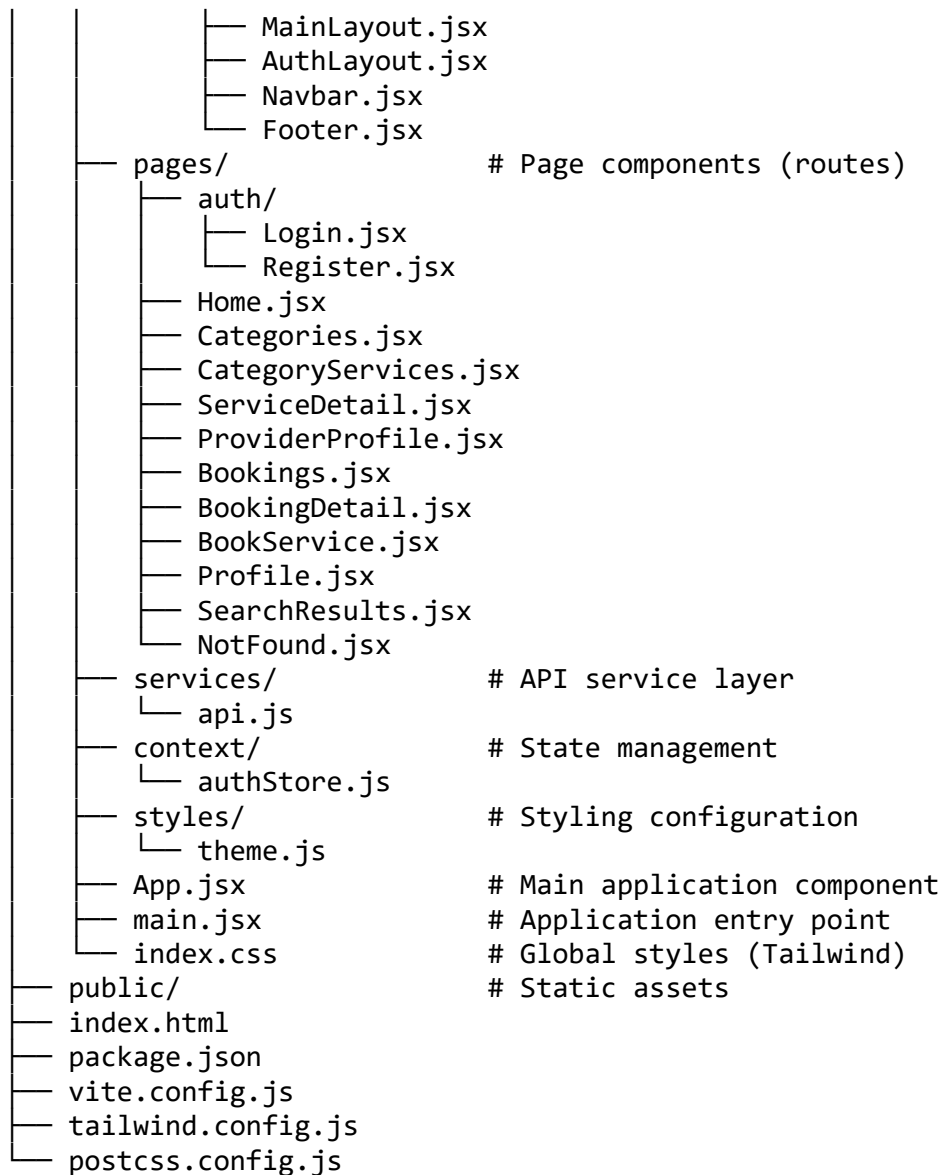 │   │       ├── MainLayout.jsx
│   │       ├── AuthLayout.jsx
│   │       ├── Navbar.jsx
│   │       └── Footer.jsx
│   ├── pages/             # Page components (routes)
│   │   ├── auth/
│   │   │   ├── Login.jsx
│   │   │   └── Register.jsx
│   │   ├── Home.jsx
│   │   ├── Categories.jsx
│   │   ├── CategoryServices.jsx
│   │   ├── ServiceDetail.jsx
│   │   ├── ProviderProfile.jsx
│   │   ├── Bookings.jsx
│   │   ├── BookingDetail.jsx
│   │   ├── BookService.jsx
│   │   ├── Profile.jsx
│   │   ├── SearchResults.jsx
│   │   └── NotFound.jsx
│   ├── services/          # API service layer
│   │   └── api.js
│   ├── context/           # State management
│   │   └── authStore.js
│   ├── styles/            # Styling configuration
│   │   └── theme.js
│   ├── App.jsx            # Main application component
│   ├── main.jsx           # Application entry point
│   └── index.css          # Global styles (Tailwind)
├── public/                # Static assets
├── index.html
├── package.json
├── vite.config.js
├── tailwind.config.js
└── postcss.config.js